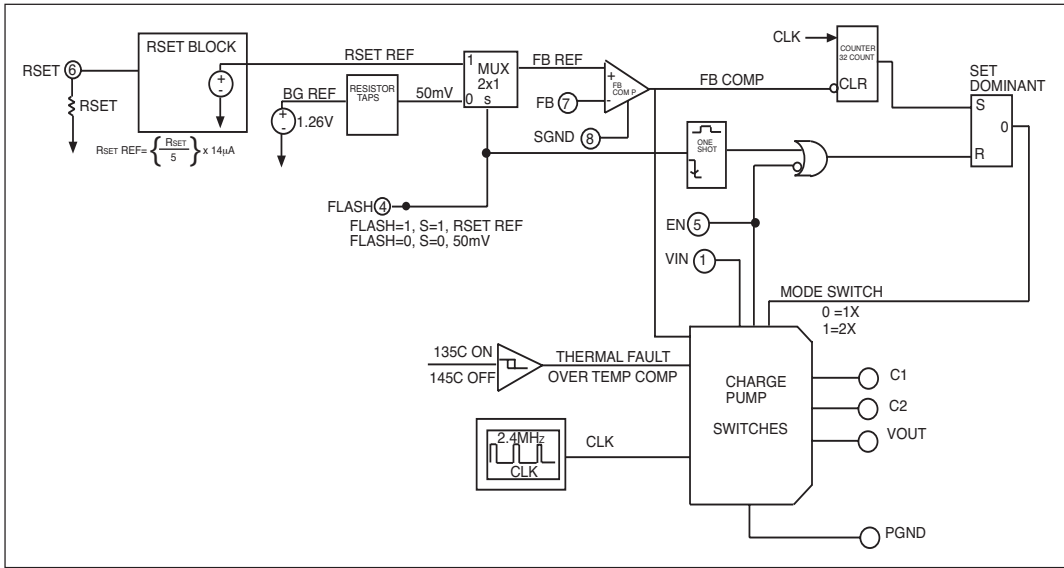 RSET BLOCK
RSET 6
RSET
+
-
RSET REF= { RSET / 5 } x 14µA
RSET REF
BG REF
+
-
1.26V
RESISTOR
TAPS
50mV
1
MUX
2x1
0 s
FB REF
+
FB
COM P
-
FB 7
SGND 8
FB COMP
CLK
COUNTER
32 COUNT
CLR
SET
DOMINANT
S
0
R
ONE
SHOT
FLASH 4
FLASH=1, S=1, RSET REF
FLASH=0, S=0, 50mV
EN 5
VIN 1
MODE SWITCH
0 =1X
1=2X
135C ON
145C OFF
THERMAL FAULT
OVER TEMP COMP
CHARGE
PUMP
SWITCHES
C1
C2
VOUT
2.4MHz
CLK
CLK
PGND